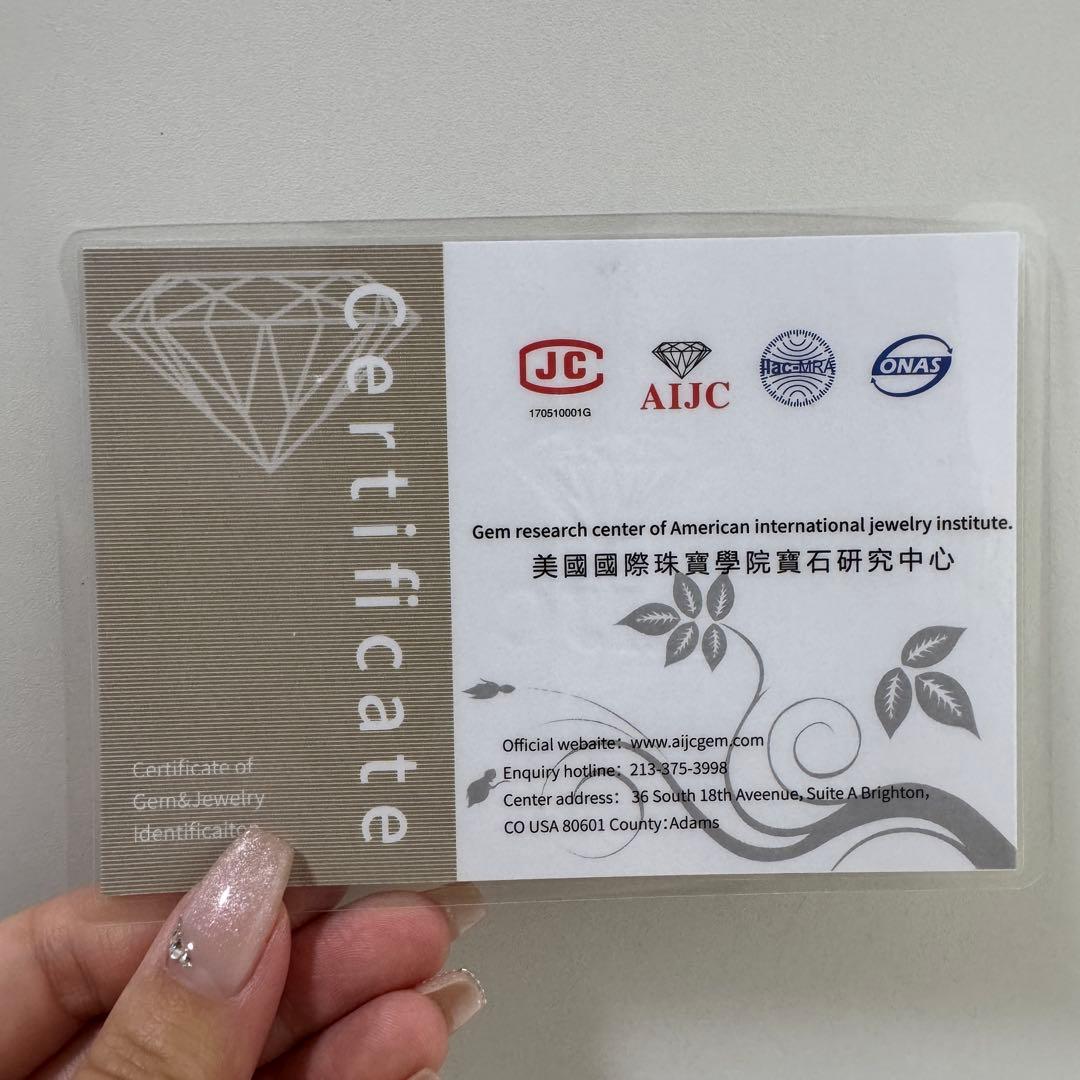 Certificate
Certificate of
Gem&Jewelry
JC
170510001G
AIJC
ilac-MRA
ONAS
Gem research center of American international jewelry institute.
美國國際珠寶學院寶石研究中心
Official webaite：www.aijcgem.com
Enquiry hotline：213-375-3998
Center address： 36 South 18th Aveenue, Suite A Brighton,
CO USA 80601 County：Adams